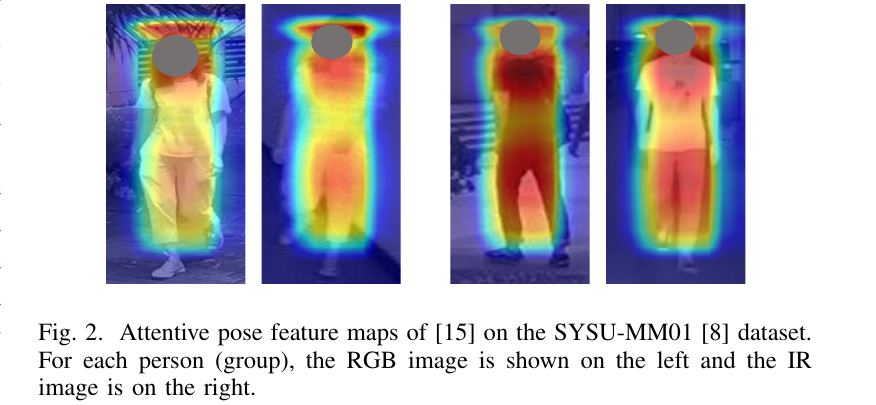 Fig. 2. Attentive pose feature maps of [15] on the SYSU-MM01 [8] dataset.
For each person (group), the RGB image is shown on the left and the IR
image is on the right.